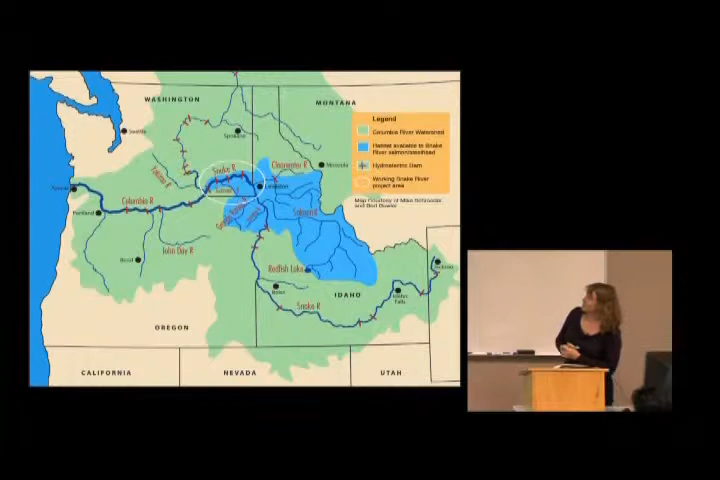 WASHINGTON
MONTANA
Legend
Columbia River Watershed
Habitat available to Snake
River salmon/steelhead
Hydroelectric Dam
Working Snake River
project area
Map courtesy of Mike Schroeder
and Bert Bowler
Seattle
Spokane
Missoula
Clearwater R
Snake R
Yakima R
Lewiston
Columbia R
Portland
Salmon R
John Day R
Bend
Redfish Lake
Boise
IDAHO
Idaho
Falls
Jackson
Snake R
OREGON
CALIFORNIA
NEVADA
UTAH